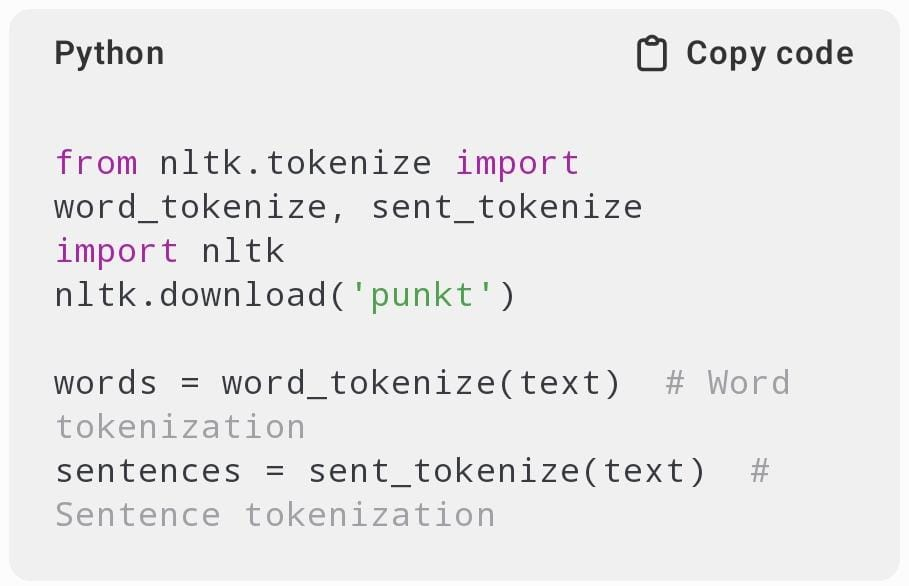 Python
Copy code
from nltk.tokenize import
word_tokenize, sent_tokenize
import nltk
nltk.download('punkt')
words = word_tokenize(text)  # Word
tokenization
sentences = sent_tokenize(text)  #
Sentence tokenization